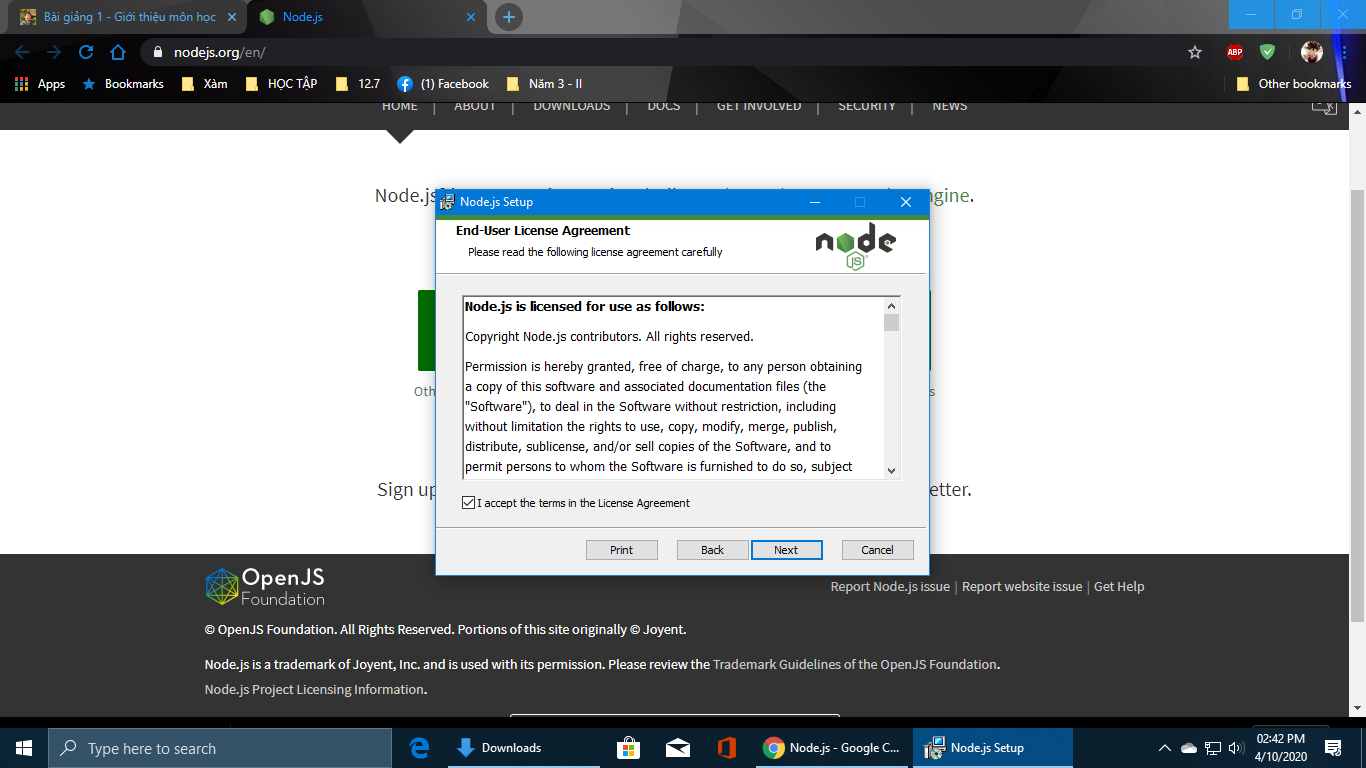 Bài giảng 1 - Giới thiệu môn học
Node.js
nodejs.org/en/
ABP
Apps
Bookmarks
Xàm
HỌC TẬP
12.7
(1) Facebook
Năm 3 - II
Other bookmarks
HOME | ABOUT | DOWNLOADS | DOCS | GET INVOLVED | SECURITY | NEWS
Node.js
ngine.
Node.js Setup
End-User License Agreement
Please read the following license agreement carefully
node
JS
Node.js is licensed for use as follows:
Copyright Node.js contributors. All rights reserved.
Permission is hereby granted, free of charge, to any person obtaining
a copy of this software and associated documentation files (the
"Software"), to deal in the Software without restriction, including
without limitation the rights to use, copy, modify, merge, publish,
distribute, sublicense, and/or sell copies of the Software, and to
permit persons to whom the Software is furnished to do so, subject
Oth
s
I accept the terms in the License Agreement
Sign up
etter.
Print
Back
Next
Cancel
OpenJS
Foundation
Report Node.js issue | Report website issue | Get Help
© OpenJS Foundation. All Rights Reserved. Portions of this site originally © Joyent.
Node.js is a trademark of Joyent, Inc. and is used with its permission. Please review the Trademark Guidelines of the OpenJS Foundation.
Node.js Project Licensing Information.
Type here to search
Downloads
Node.js - Google C...
Node.js Setup
02:42 PM
4/10/2020